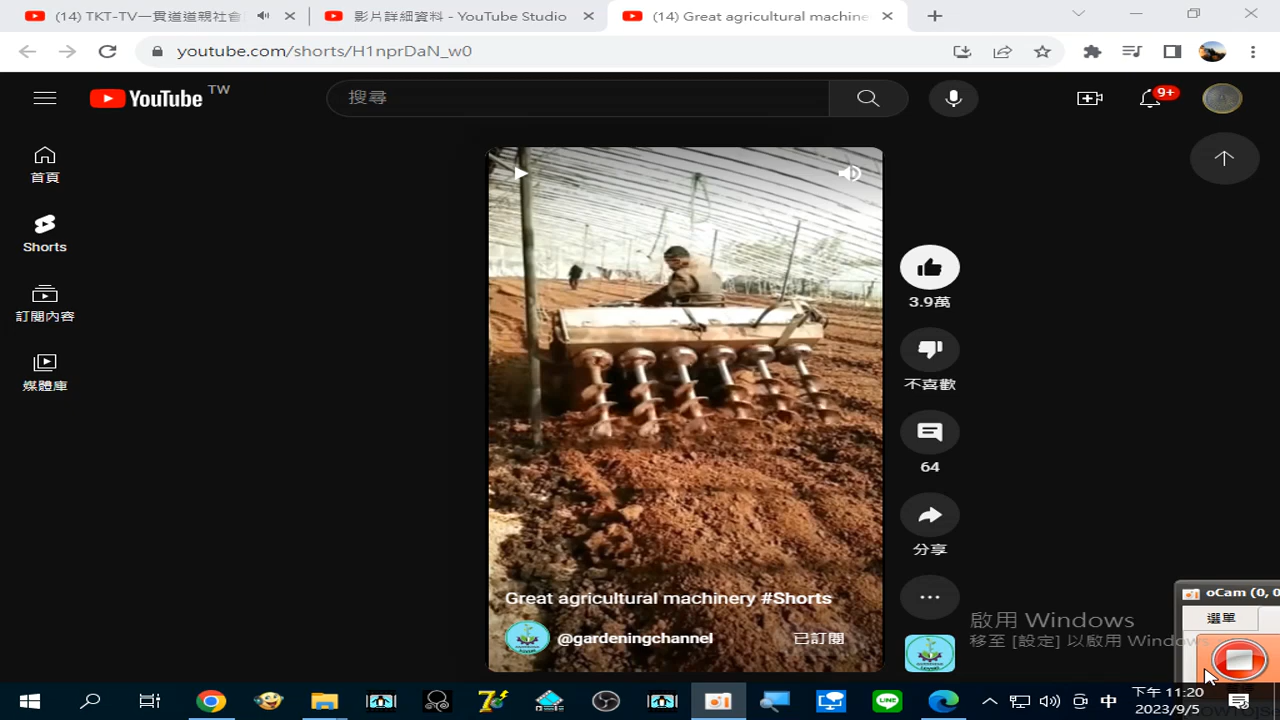 (14) TKT-TV一貫道道親社會
影片詳細資料 - YouTube Studio
(14) Great agricultural machine
youtube.com/shorts/H1nprDaN_w0
YouTube TW
搜尋
9+
首頁
Shorts
訂閱內容
媒體庫
3.9萬
不喜歡
64
分享
Great agricultural machinery #Shorts
@gardeningchannel
已訂閱
啟用 Windows
移至 [設定] 以啟用 Windows
oCam (0, 0
選單
中
下午 11:20
2023/9/5